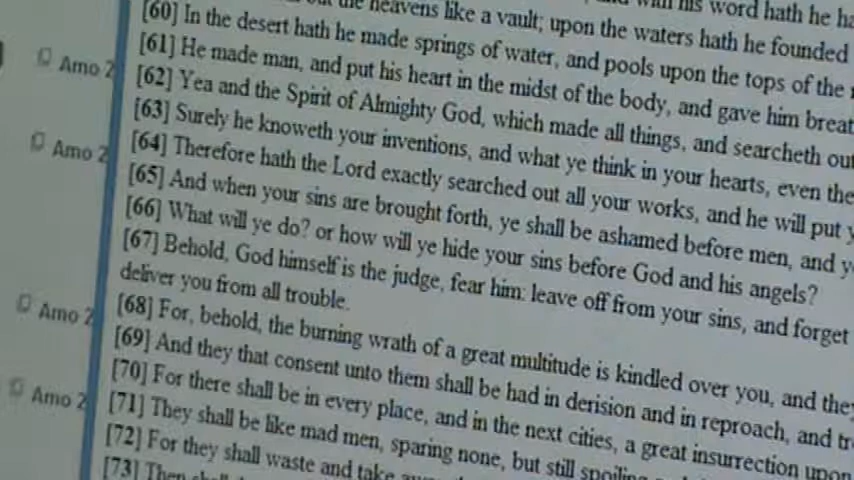 the heavens like a vault; upon the waters hath he founded
[60] In the desert hath he made springs of water, and pools upon the tops of the
[61] He made man, and put his heart in the midst of the body, and gave him breat
[62] Yea and the Spirit of Almighty God, which made all things, and searcheth out
[63] Surely he knoweth your inventions, and what ye think in your hearts, even the
[64] Therefore hath the Lord exactly searched out all your works, and he will put y
[65] And when your sins are brought forth, ye shall be ashamed before men, and y
[66] What will ye do? or how will ye hide your sins before God and his angels?
[67] Behold, God himself is the judge, fear him: leave off from your sins, and forget
deliver you from all trouble.
[68] For, behold, the burning wrath of a great multitude is kindled over you, and they
[69] And they that consent unto them shall be had in derision and in reproach, and tr
[70] For there shall be in every place, and in the next cities, a great insurrection upon
[71] They shall be like mad men, sparing none, but still spoiling
[72] For they shall waste and take
[73] Then
with his word hath he ha
Amo 2
Amo 2
Amo 2
Amo 2